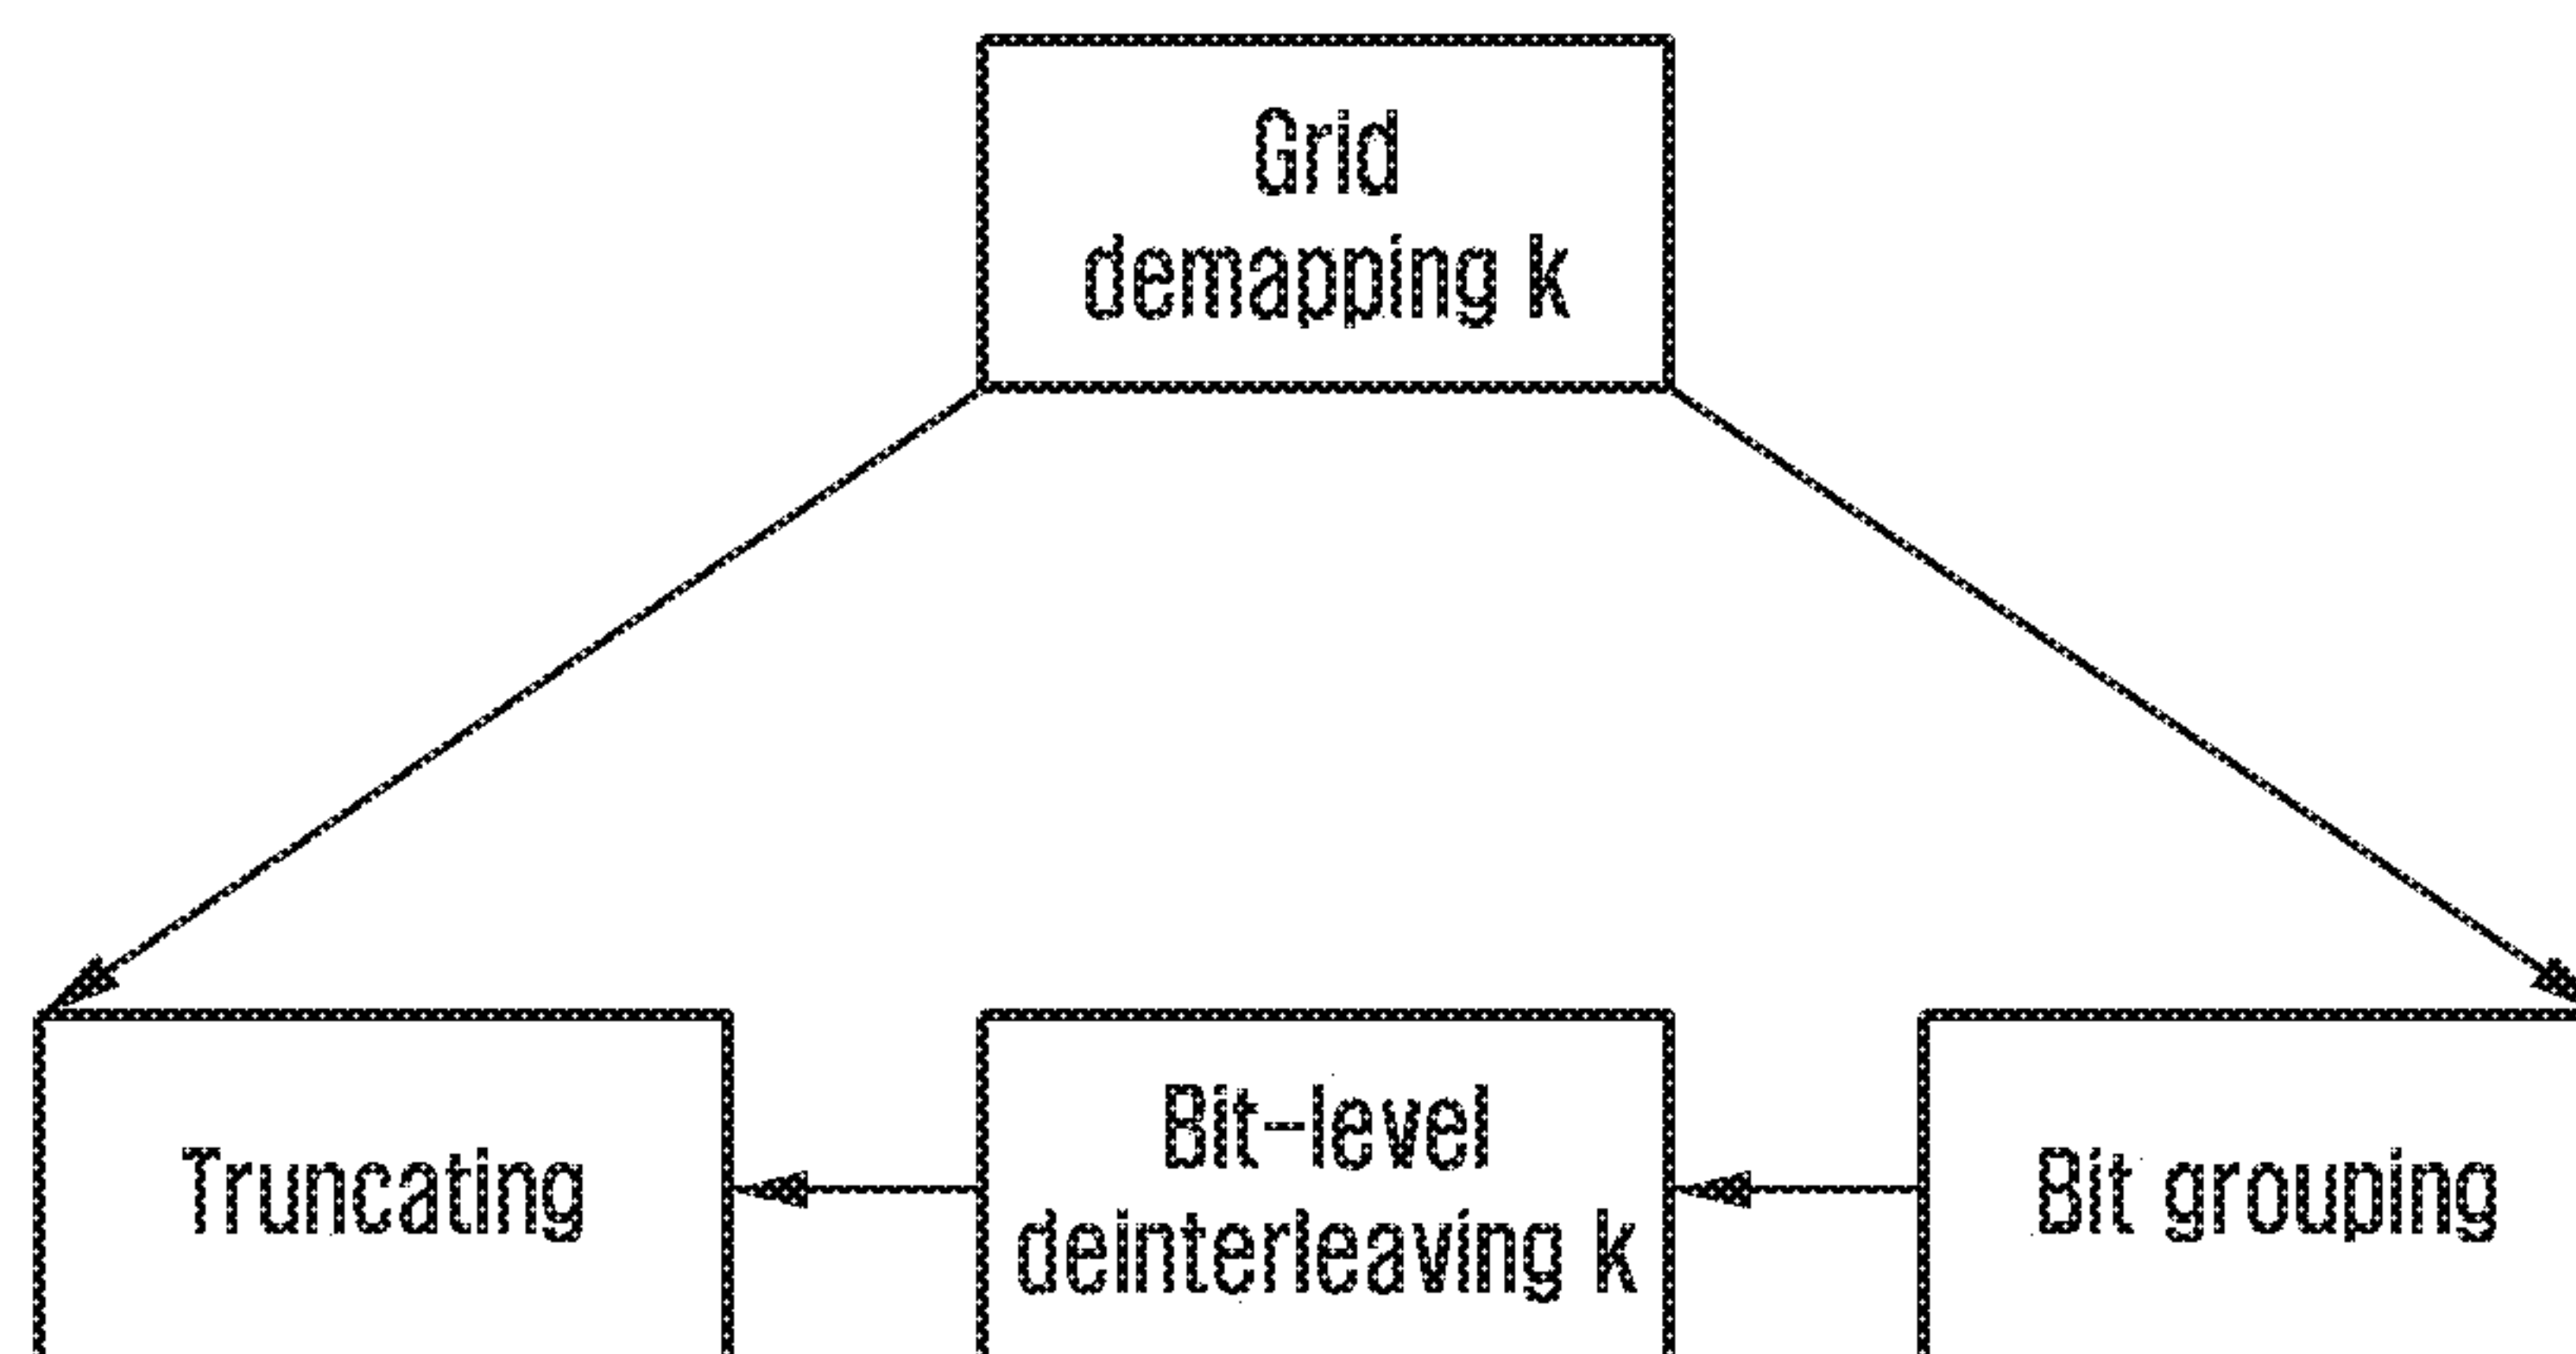 Grid
demapping k
Truncating
Bit-level
deinterleaving k
Bit grouping